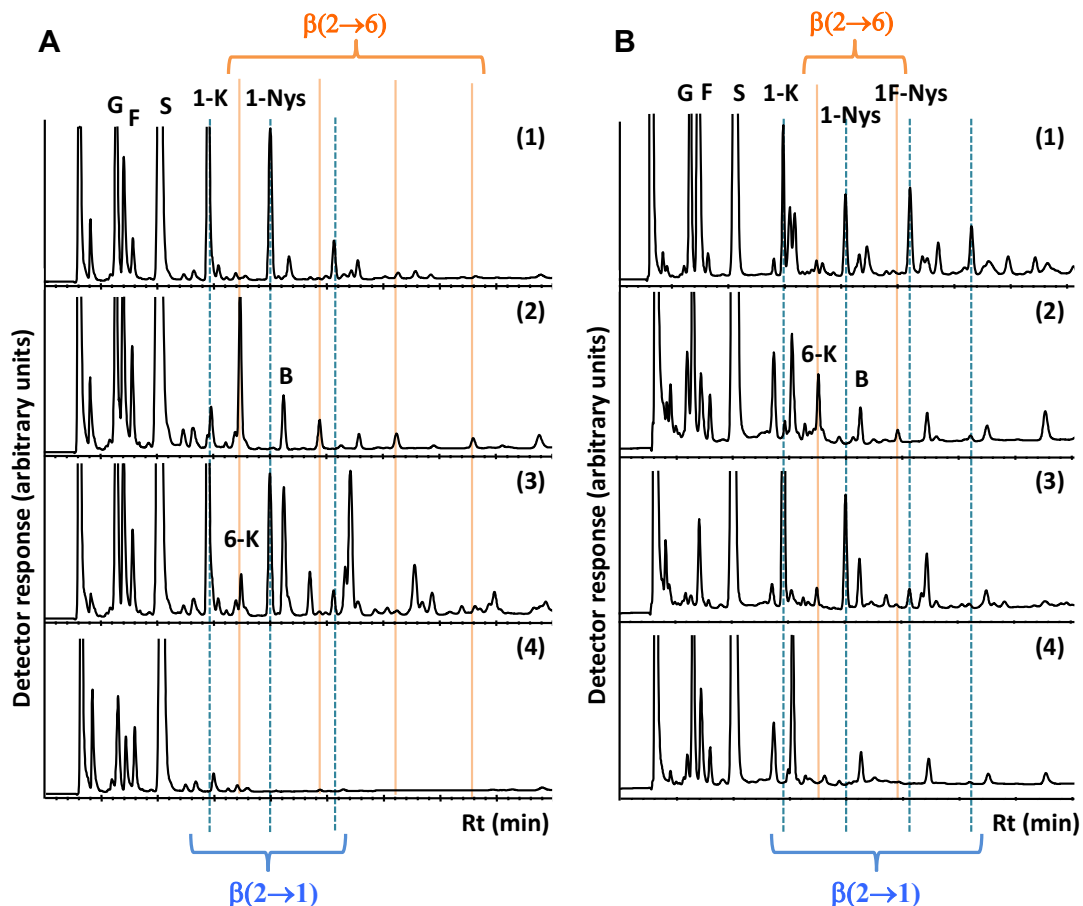 β(2→6)
β(2→6)
A
B
G F S 1-K 1-Nys
G F S 1-K 1-Nys 1F-Nys
(1)
(1)
(2)
B
(2)
6-K
B
(3)
6-K
(3)
(4)
(4)
Detector response (arbitrary units)
Detector response (arbitrary units)
Rt (min)
Rt (min)
β(2→1)
β(2→1)